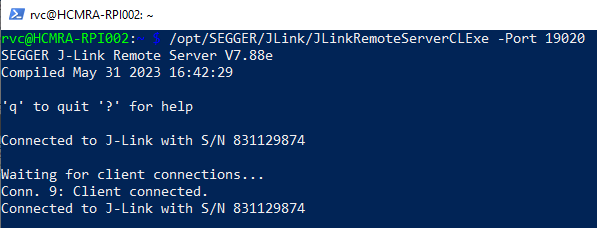 rvc@HCMRA-RPI002: ~
rvc@HCMRA-RPI002:~ $ /opt/SEGGER/JLink/JLinkRemoteServerCLExe -Port 19020
SEGGER J-Link Remote Server V7.88e
Compiled May 31 2023 16:42:29
'q' to quit '?' for help
Connected to J-Link with S/N 831129874
Waiting for client connections...
Conn. 9: Client connected.
Connected to J-Link with S/N 831129874